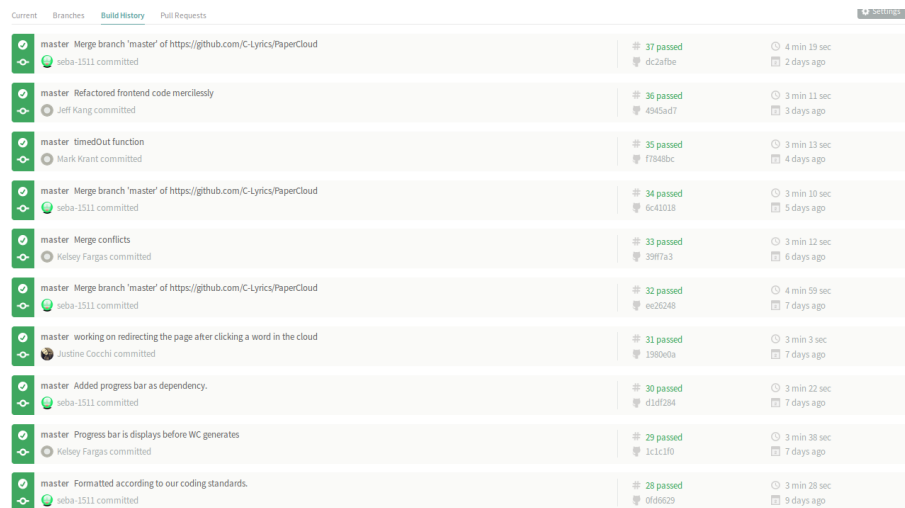 Current Branches Build History Pull Requests Settings
master Merge branch 'master' of https://github.com/C-Lyrics/PaperCloud
seba-1511 committed
# 37 passed
dc2afbe
4 min 19 sec
2 days ago
master Refactored frontend code mercilessly
Jeff Kang committed
# 36 passed
4945ad7
3 min 11 sec
3 days ago
master timedOut function
Mark Krant committed
# 35 passed
f7848bc
3 min 13 sec
4 days ago
master Merge branch 'master' of https://github.com/C-Lyrics/PaperCloud
seba-1511 committed
# 34 passed
6c41018
3 min 10 sec
5 days ago
master Merge conflicts
Kelsey Fargas committed
# 33 passed
39ff7a3
3 min 12 sec
6 days ago
master Merge branch 'master' of https://github.com/C-Lyrics/PaperCloud
seba-1511 committed
# 32 passed
ee26248
4 min 59 sec
7 days ago
master working on redirecting the page after clicking a word in the cloud
Justine Cocchi committed
# 31 passed
1980e0a
3 min 3 sec
7 days ago
master Added progress bar as dependency.
seba-1511 committed
# 30 passed
d1df284
3 min 22 sec
7 days ago
master Progress bar is displays before WC generates
Kelsey Fargas committed
# 29 passed
1c1c1f0
3 min 38 sec
7 days ago
master Formatted according to our coding standards.
seba-1511 committed
# 28 passed
0fd6629
3 min 28 sec
9 days ago